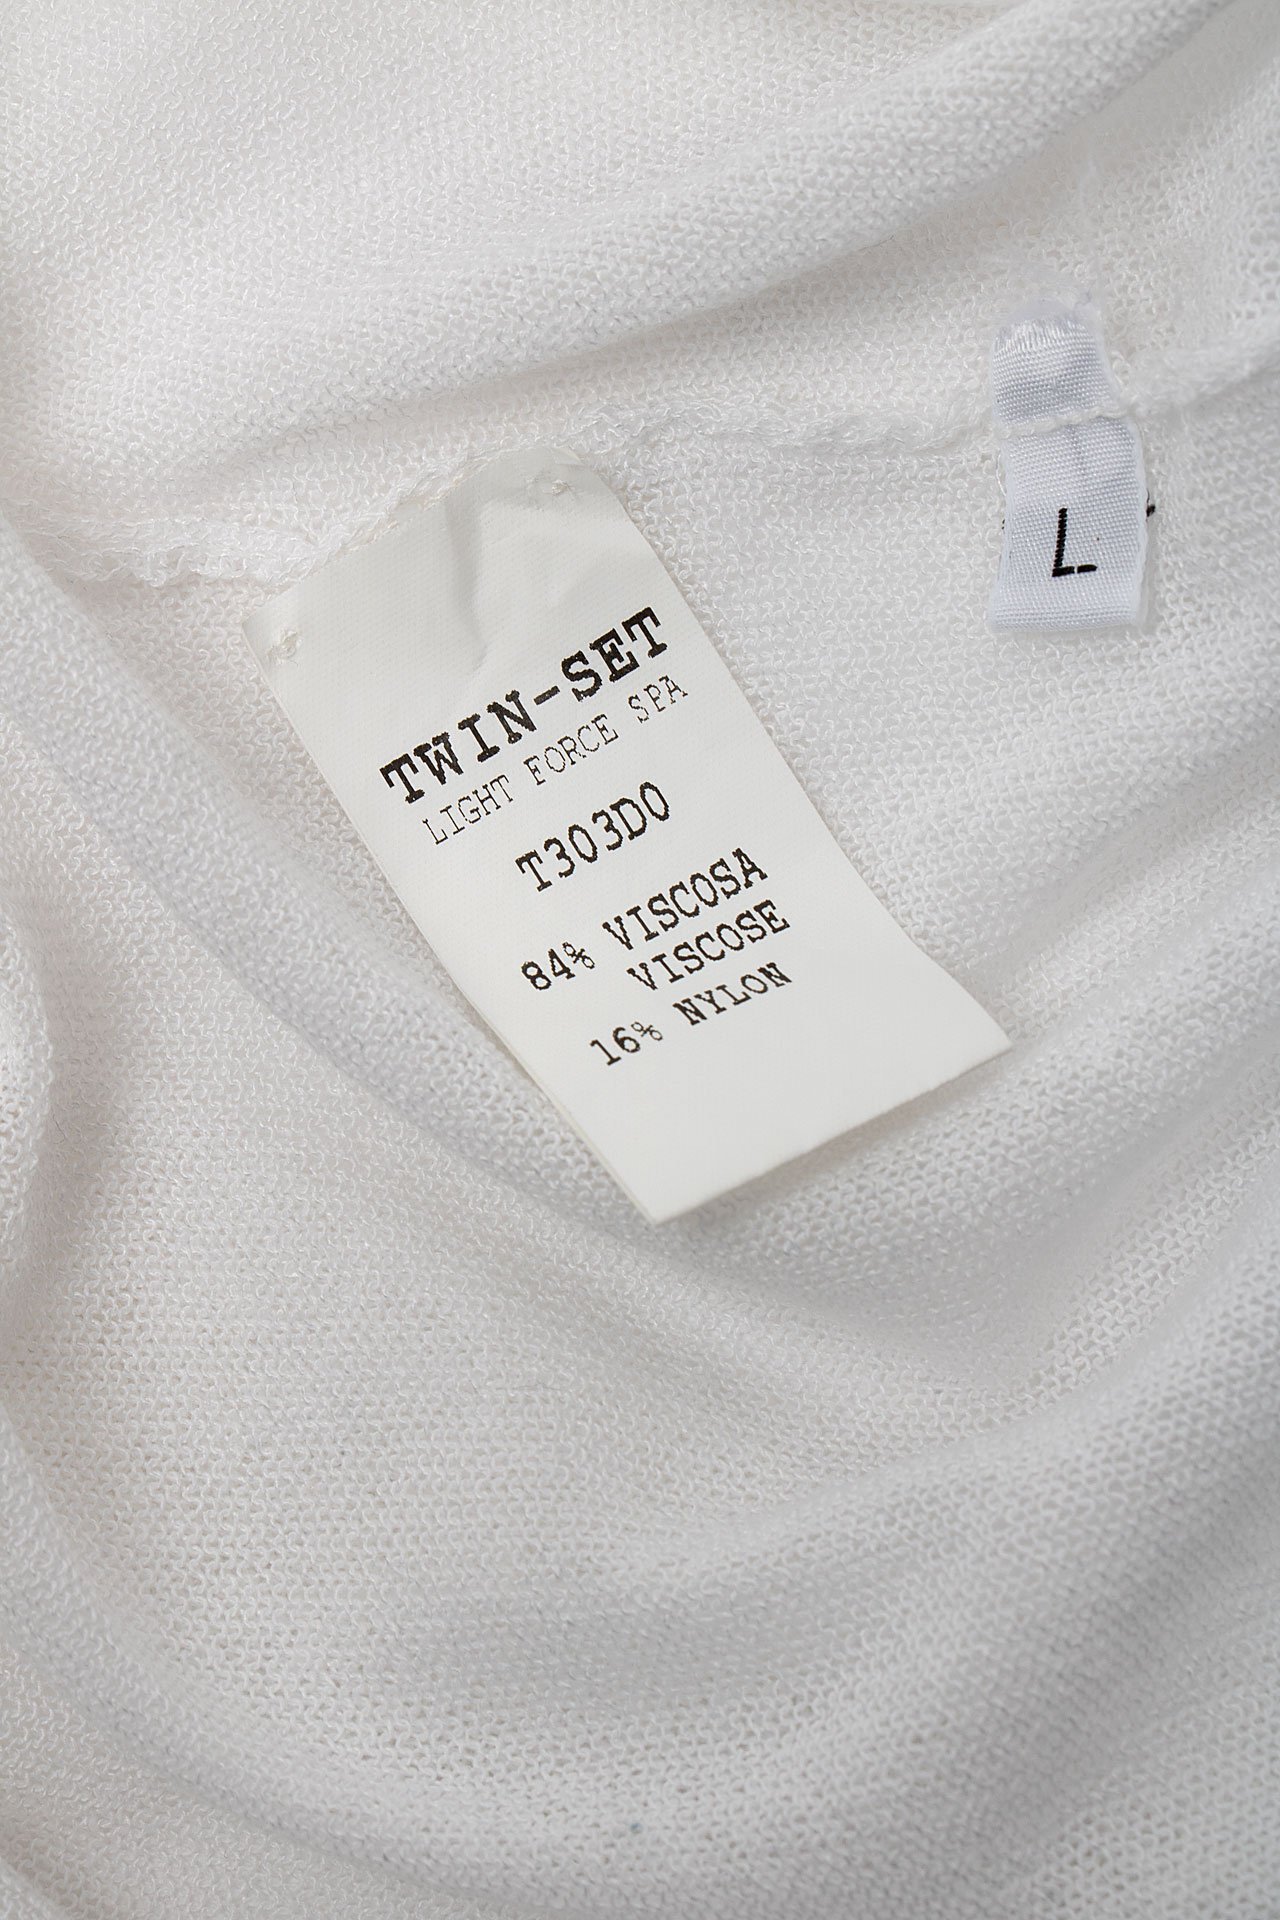 L
TWIN-SET
LIGHT FORCE SPA
T303D0
84% VISCOSA
VISCOSE
16% NYLON